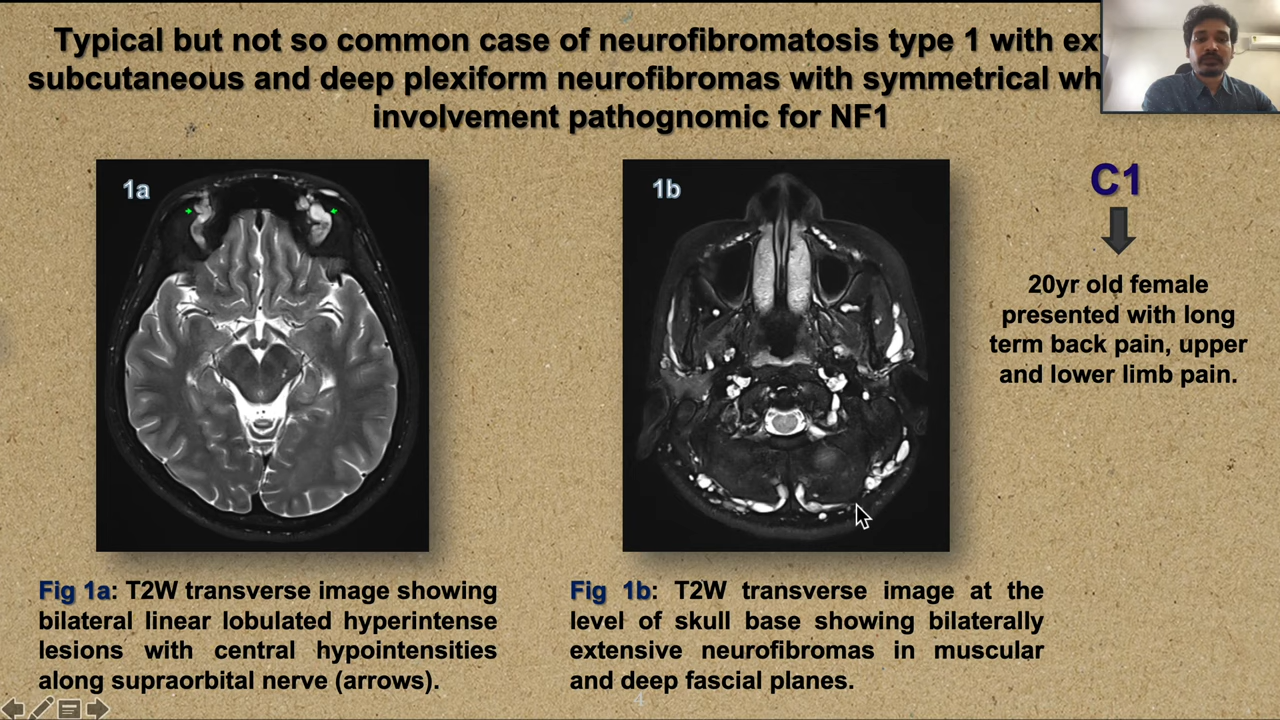 Typical but not so common case of neurofibromatosis type 1 with
subcutaneous and deep plexiform neurofibromas with symmetrical
involvement pathognomic for NF1
1a
1b
C1
20yr old female
presented with long
term back pain, upper
and lower limb pain.
Fig 1a: T2W transverse image showing
bilateral linear lobulated hyperintense
lesions with central hypointensities
along supraorbital nerve (arrows).
Fig 1b: T2W transverse image at the
level of skull base showing bilaterally
extensive neurofibromas in muscular
and deep fascial planes.
4